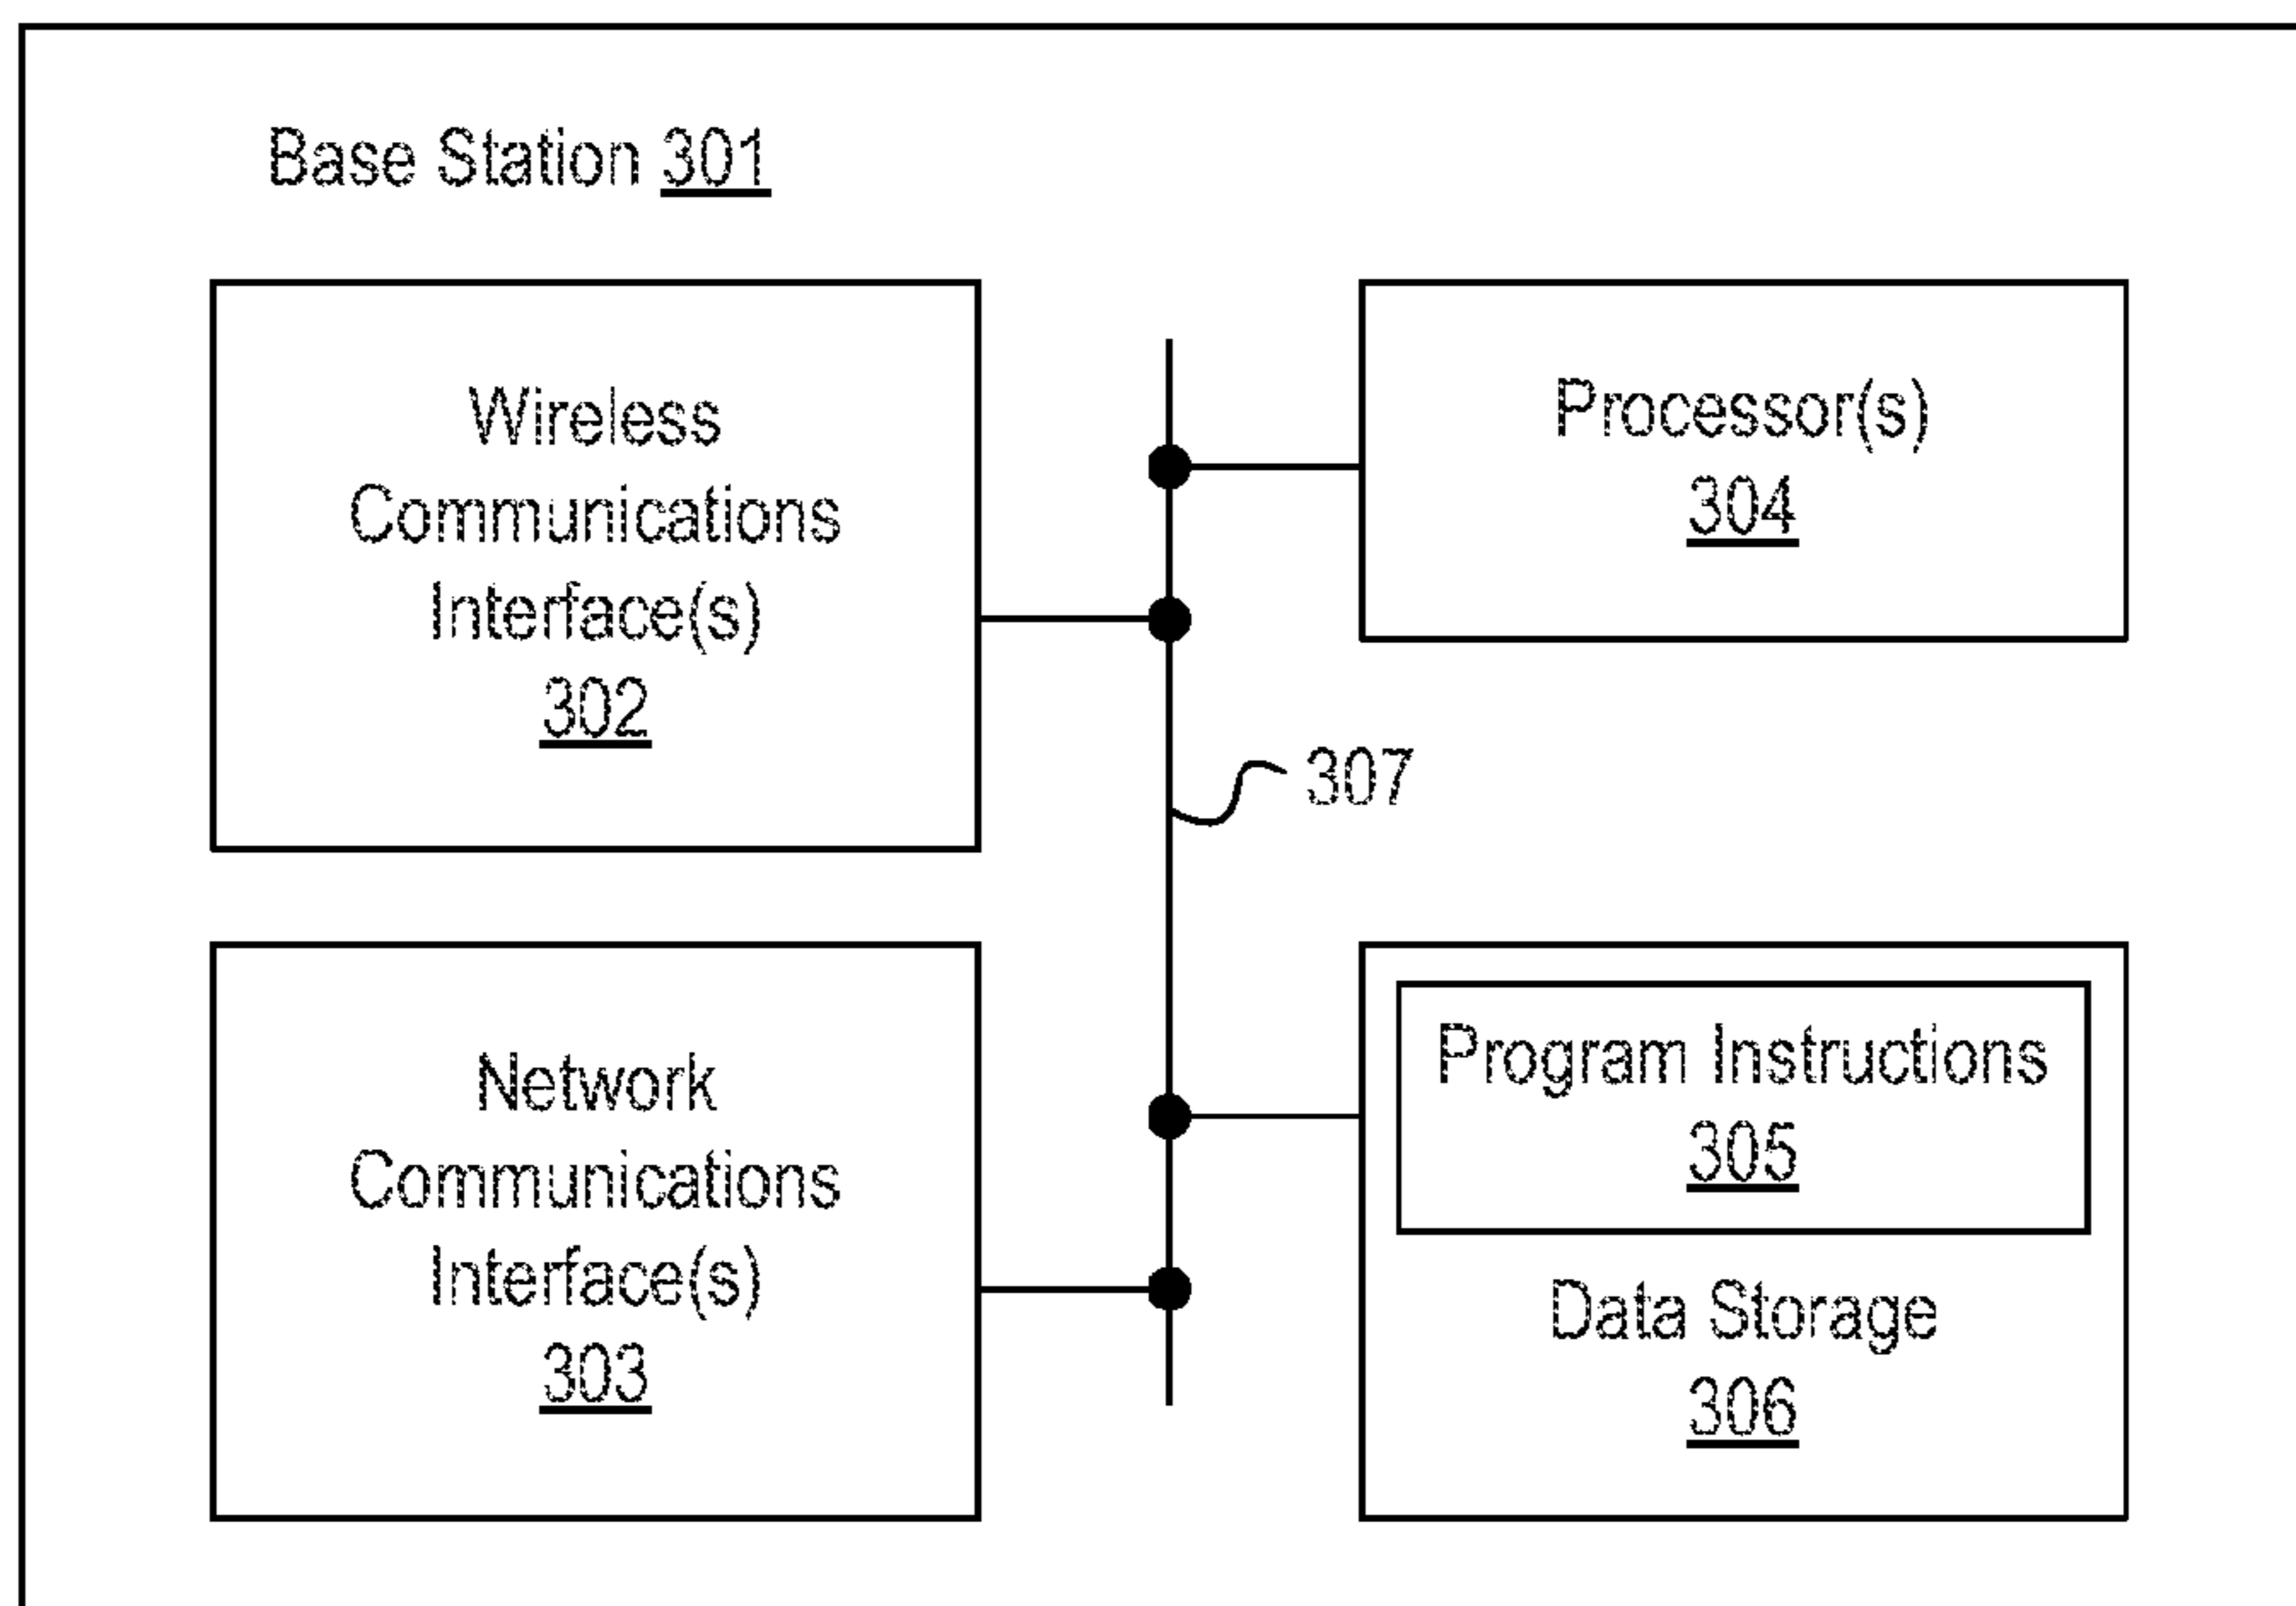 Base Station 301
Wireless
Communications
Interface(s)
302
Processor(s)
304
307
Network
Communications
Interface(s)
303
Program Instructions
305
Data Storage
306